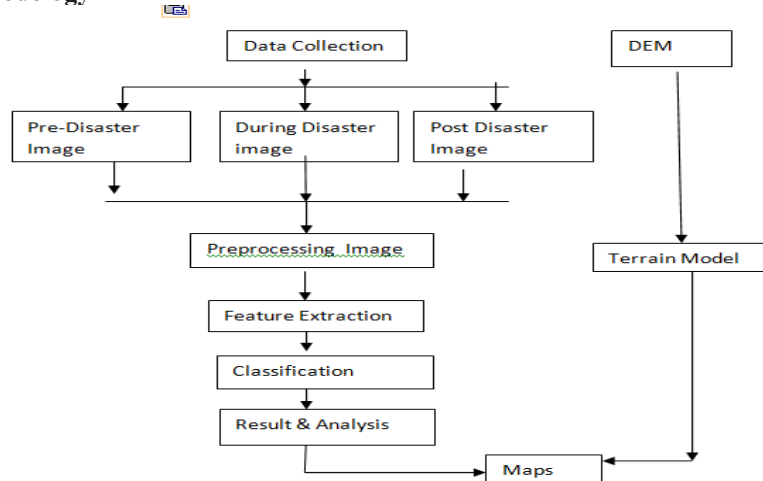 Data Collection
DEM
Pre-Disaster
Image
During Disaster
image
Post Disaster
Image
Preprocessing Image
Terrain Model
Feature Extraction
Classification
Result & Analysis
Maps